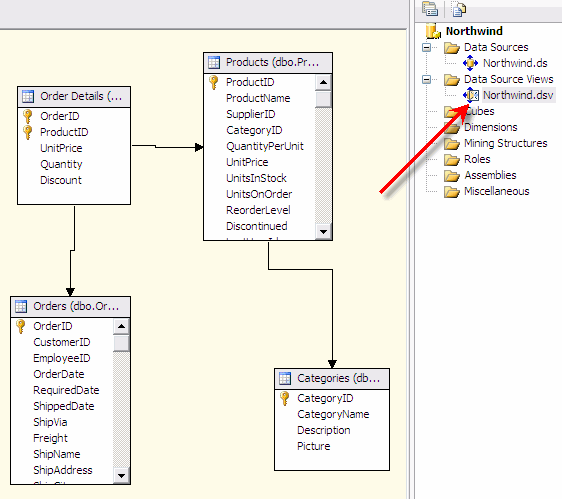 Order Details (...
OrderID
ProductID
UnitPrice
Quantity
Discount
Products (dbo.Pr...
ProductID
ProductName
SupplierID
CategoryID
QuantityPerUnit
UnitPrice
UnitsInStock
UnitsOnOrder
ReorderLevel
Discontinued
Orders (dbo.Or...
OrderID
CustomerID
EmployeeID
OrderDate
RequiredDate
ShippedDate
ShipVia
Freight
ShipName
ShipAddress
Categories (db...
CategoryID
CategoryName
Description
Picture
Northwind
Data Sources
Northwind.ds
Data Source Views
Northwind.dsv
Cubes
Dimensions
Mining Structures
Roles
Assemblies
Miscellaneous